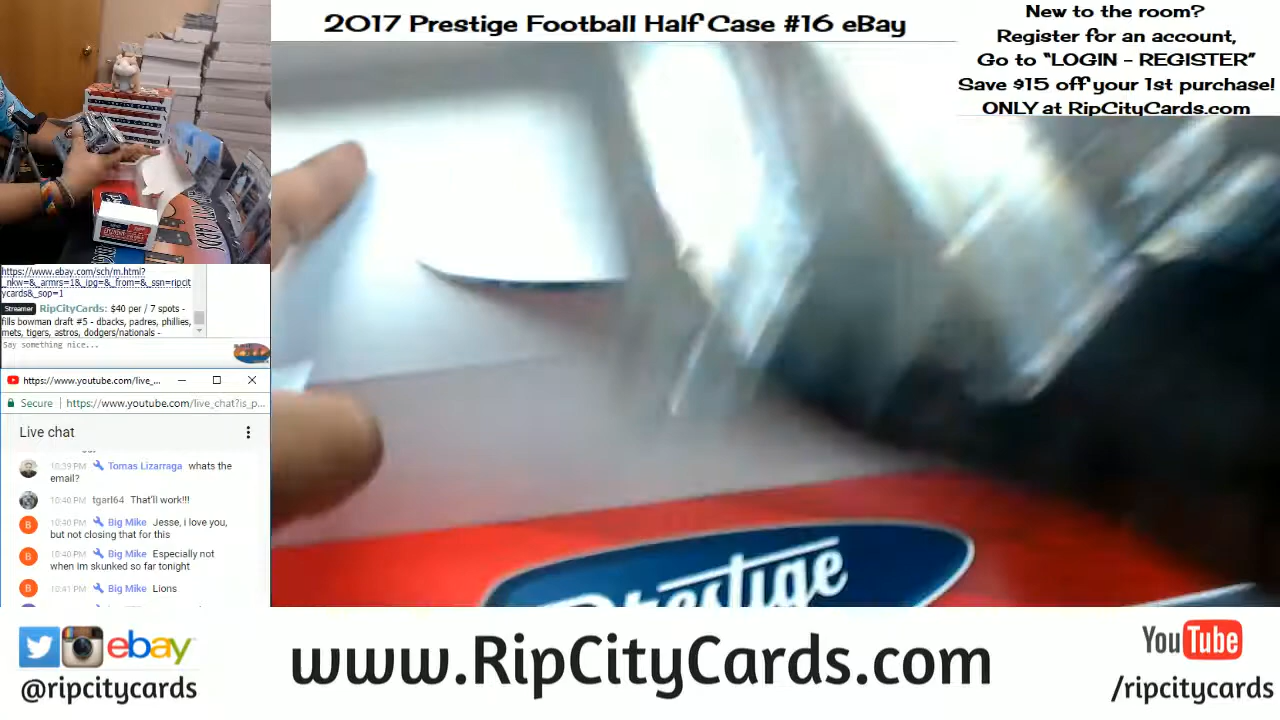 2017 Prestige Football Half Case #16 eBay
New to the room?
Register for an account,
Go to “LOGIN - REGISTER”
Save $15 off your 1st purchase!
ONLY at RipCityCards.com
https://www.ebay.com/sch/m.html?
_nkw=&_armrs=1&_ipg=&_from=&_ssn=ripcit
ycards&_sop=1
Streamer RipCityCards: $40 per / 7 spots -
fills bowman draft #5 - dbacks, padres, phillies,
mets, tigers, astros, dodgers/nationals -
Say something nice...
https://www.youtube.com/live_...
Secure https://www.youtube.com/live_chat?is_p...
Live chat
10:39 PM Tomas Lizarraga whats the
email?
10:40 PM tgarl64 That'll work!!!
B 10:40 PM Big Mike Jesse, i love you,
but not closing that for this
B 10:40 PM Big Mike Especially not
when Im skunked so far tonight
B 10:41 PM Big Mike Lions
Prestige
ebay
@ripcitycards
www.RipCityCards.com
YouTube
/ripcitycards